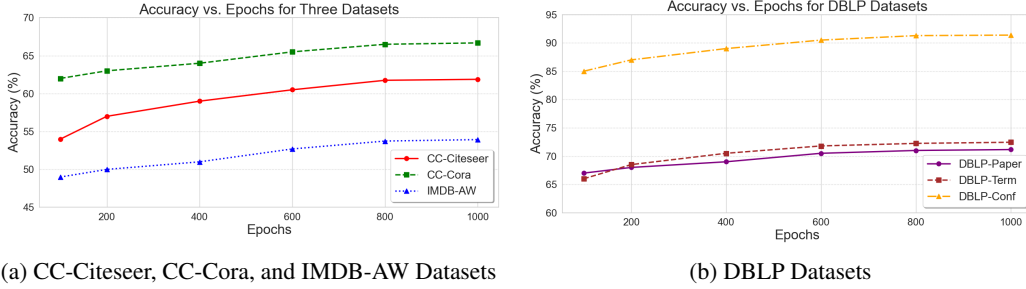 Accuracy vs. Epochs for Three Datasets
70
65
60
55
50
45
Accuracy (%)
200 400 600 800 1000
Epochs
CC-Citeseer
CC-Cora
IMDB-AW
(a) CC-Citeseer, CC-Cora, and IMDB-AW Datasets
Accuracy vs. Epochs for DBLP Datasets
95
90
85
80
75
70
65
60
Accuracy (%)
200 400 600 800 1000
Epochs
DBLP-Paper
DBLP-Term
DBLP-Conf
(b) DBLP Datasets